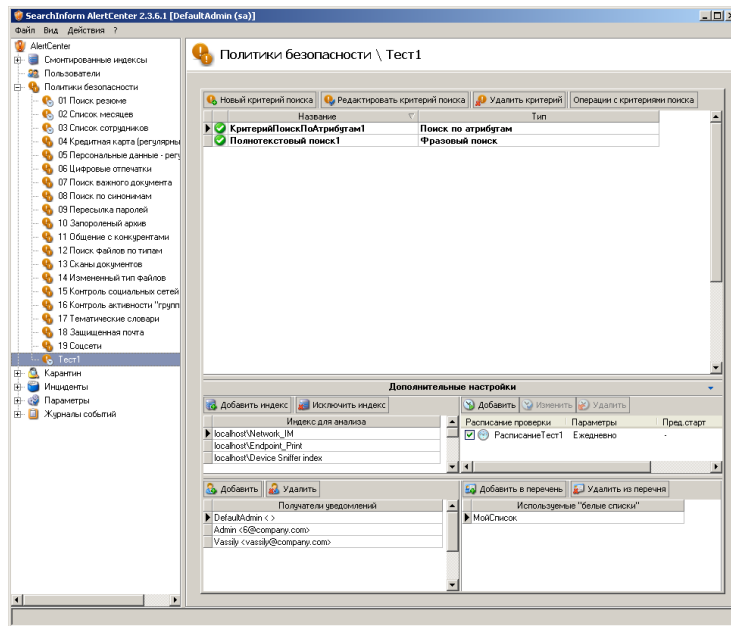 SearchInform AlertCenter 2.3.6.1 [DefaultAdmin (sa)]
Файл Вид Действия ?
AlertCenter
Смонтированные индексы
Пользователи
Политики безопасности
01 Поиск резюме
02 Список месяцев
03 Список сотрудников
04 Кредитная карта (регулярны
05 Персональные данные - регу
06 Цифровые отпечатки
07 Поиск важного документа
08 Поиск по синонимам
09 Пересылка паролей
10 Запороленый архив
11 Общение с конкурентами
12 Поиск файлов по типам
13 Сканы документов
14 Измененный тип файлов
15 Контроль социальных сетей
16 Контроль активности "групп
17 Тематические словари
18 Защищенная почта
19 Соцсети
Тест1
Карантин
Инциденты
Параметры
Журналы событий
Политики безопасности \ Тест1
Новый критерий поиска Редактировать критерий поиска Удалить критерий Операции с критериями поиска
Название Тип
КритерийПоискПоАтрибутам1 Поиск по атрибутам
Полнотекстовый поиск1 Фразовый поиск
Дополнительные настройки
Добавить индекс Исключить индекс
Индекс для анализа
localhost\Network_IM
localhost\Endpoint_Print
localhost\Device Sniffer index
Добавить Изменить Удалить
Расписание проверки Параметры Пред.старт
РасписаниеТест1 Ежедневно -
Добавить Удалить
Получатели уведомлений
DefaultAdmin < >
Admin <6@company.com>
Vassily <vassily@company.com>
Добавить в перечень Удалить из перечня
Используемые "белые списки"
МойСписок